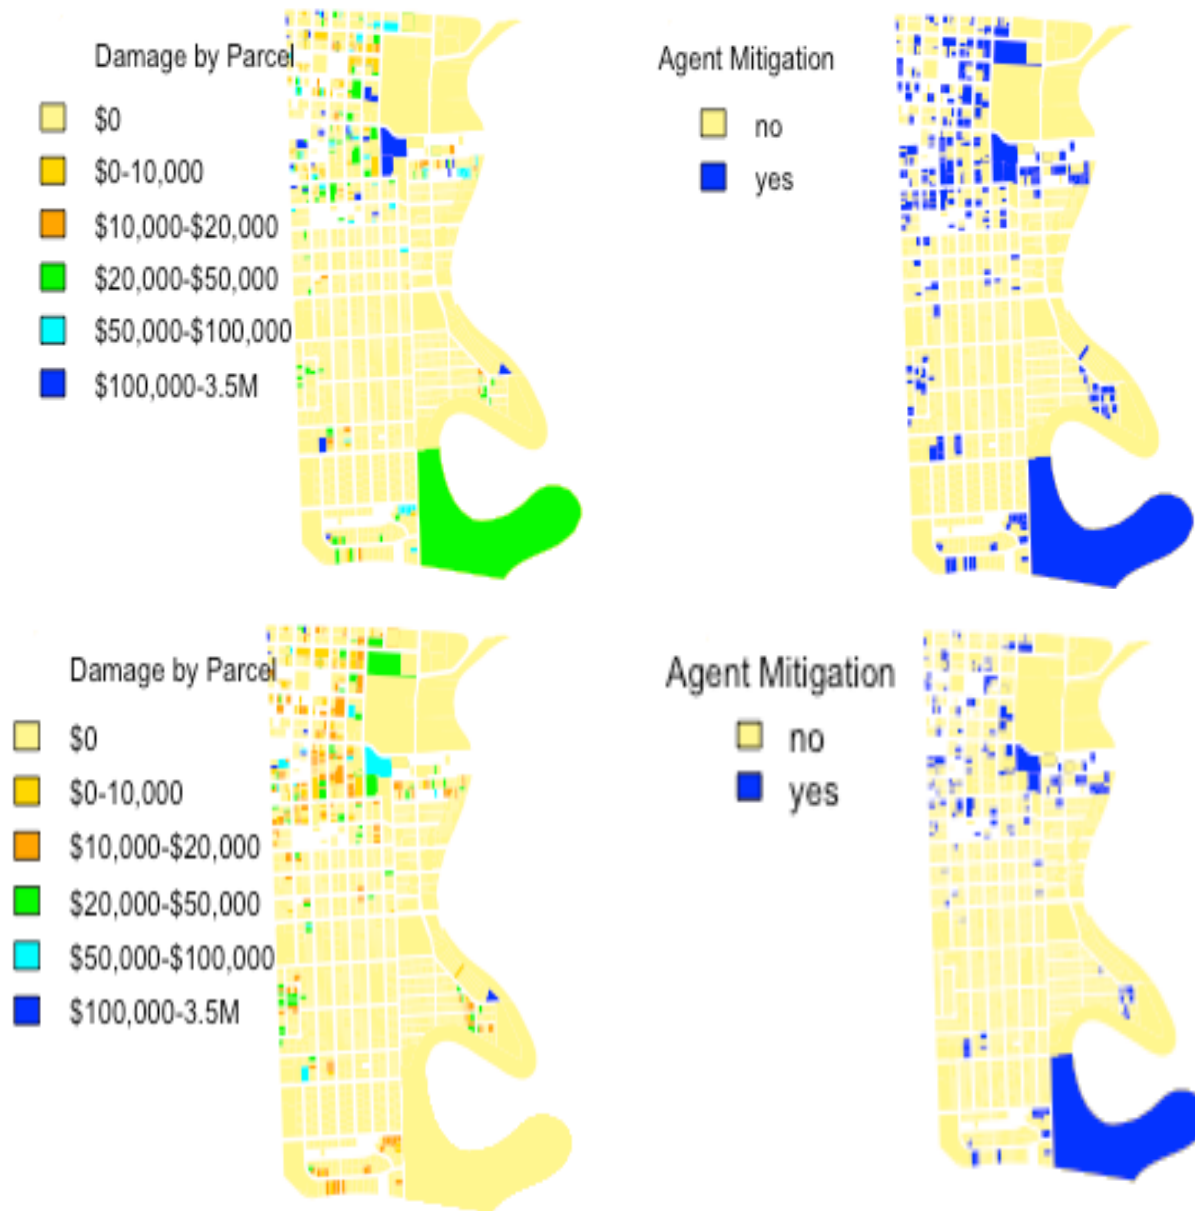 Damage by Parcel
$0
$0-10,000
$10,000-$20,000
$20,000-$50,000
$50,000-$100,000
$100,000-3.5M
Agent Mitigation
no
yes
Damage by Parcel
$0
$0-10,000
$10,000-$20,000
$20,000-$50,000
$50,000-$100,000
$100,000-3.5M
Agent Mitigation
no
yes